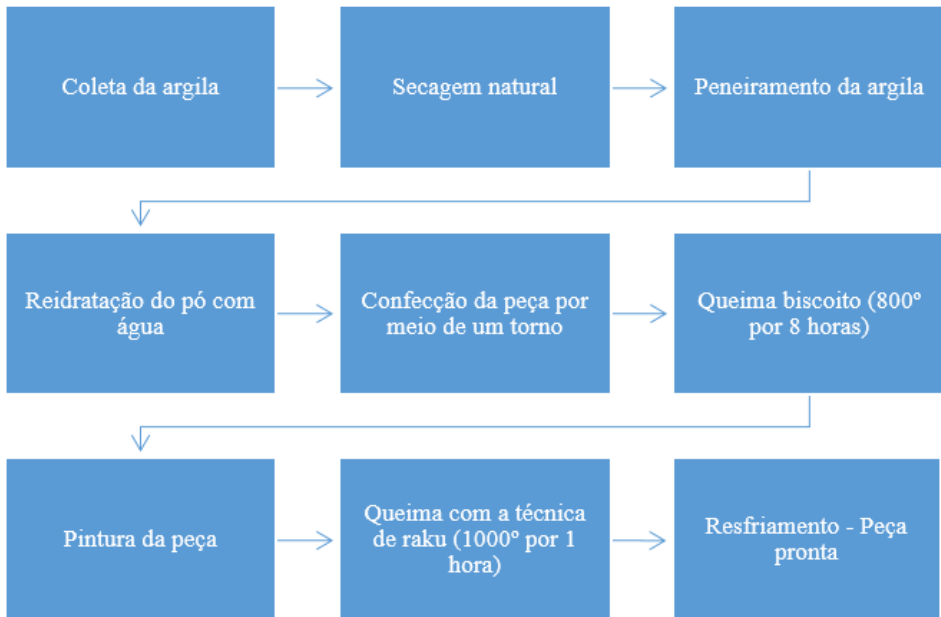 Coleta da argila
Secagem natural
Peneiramento da argila
Reidratação do pó com
água
Confecção da peça por
meio de um torno
Queima biscoito (800º
por 8 horas)
Pintura da peça
Queima com a técnica
de raku (1000º por 1
hora)
Resfriamento - Peça
pronta